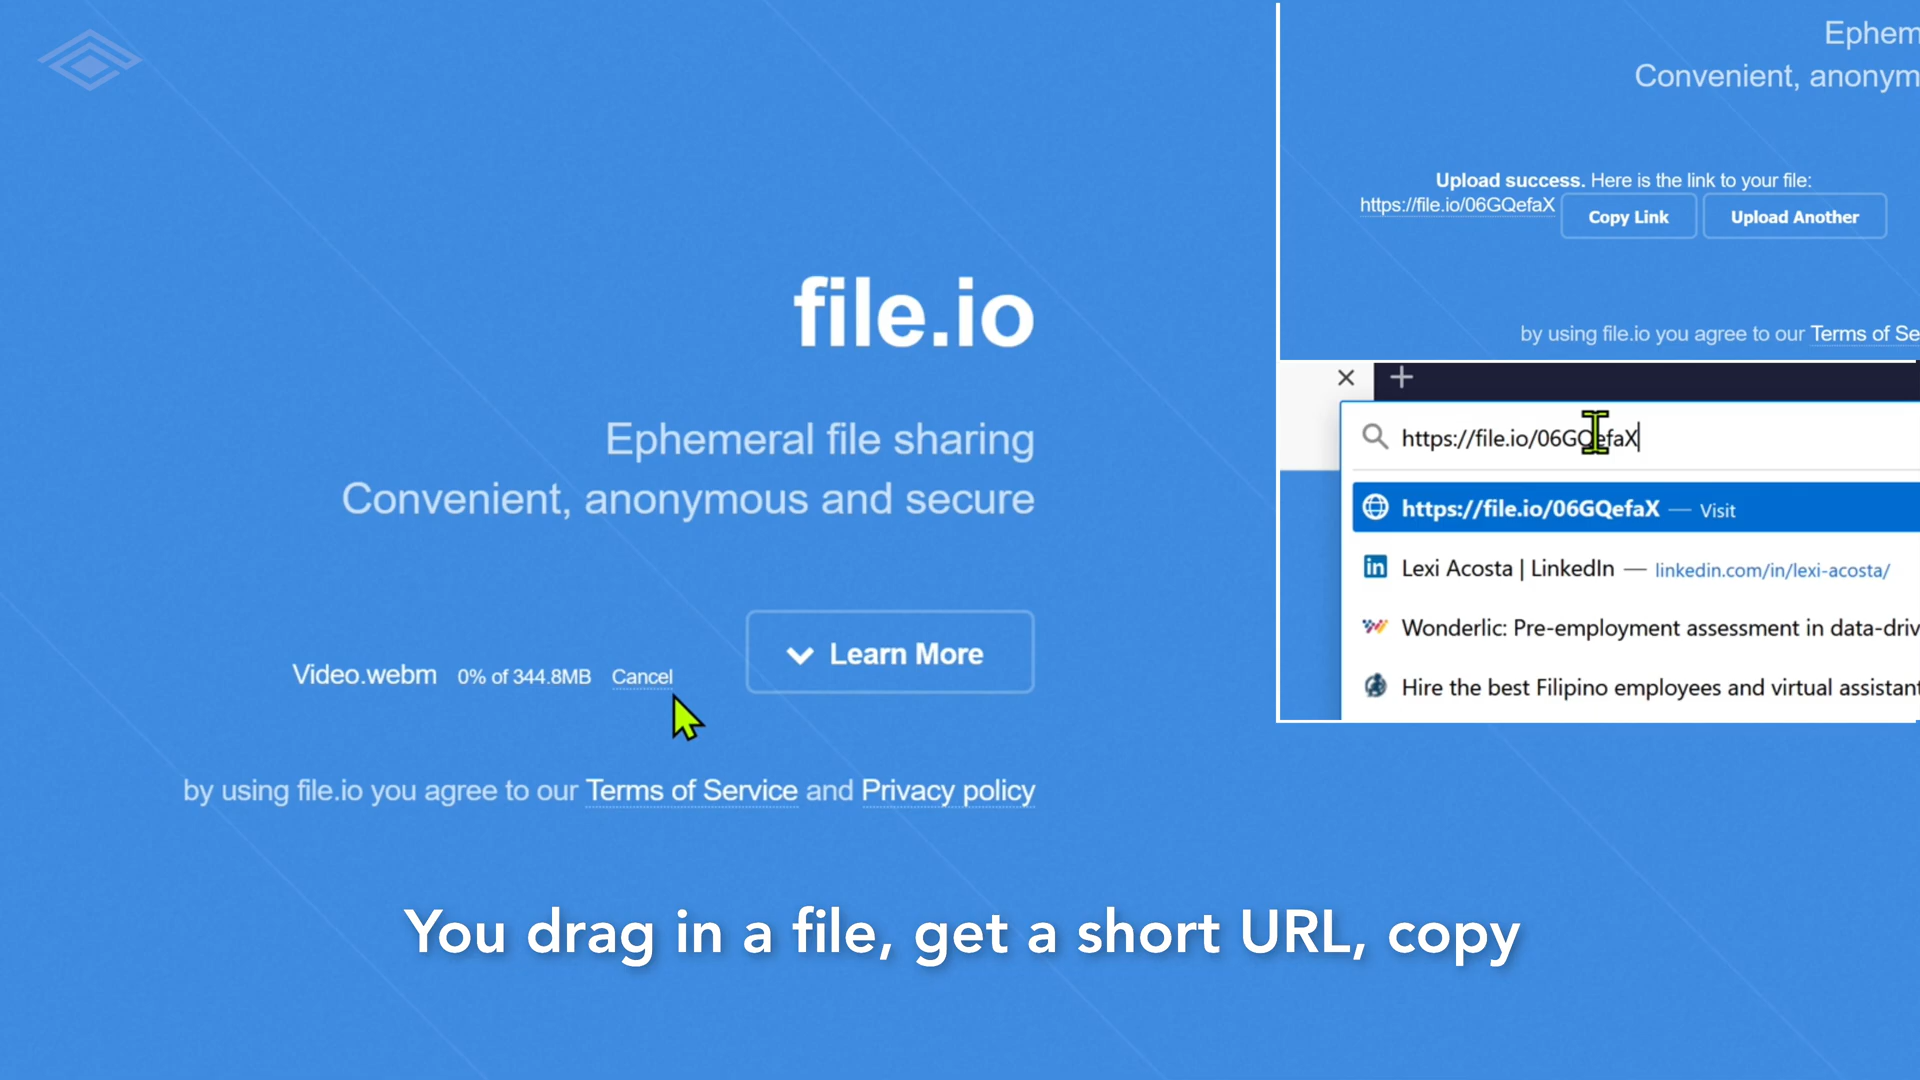 file.io
Ephemeral file sharing
Convenient, anonymous and secure
Learn More
Video.webm 0% of 344.8MB Cancel
by using file.io you agree to our Terms of Service and Privacy policy
Ephem
Convenient, anonym
Upload success. Here is the link to your file:
https://file.io/06GQefaX Copy Link Upload Another
by using file.io you agree to our Terms of Se
https://file.io/06GQefaX
https://file.io/06GQefaX — Visit
in Lexi Acosta | LinkedIn — linkedin.com/in/lexi-acosta/
Wonderlic: Pre-employment assessment in data-driv
Hire the best Filipino employees and virtual assistant
You drag in a file, get a short URL, copy